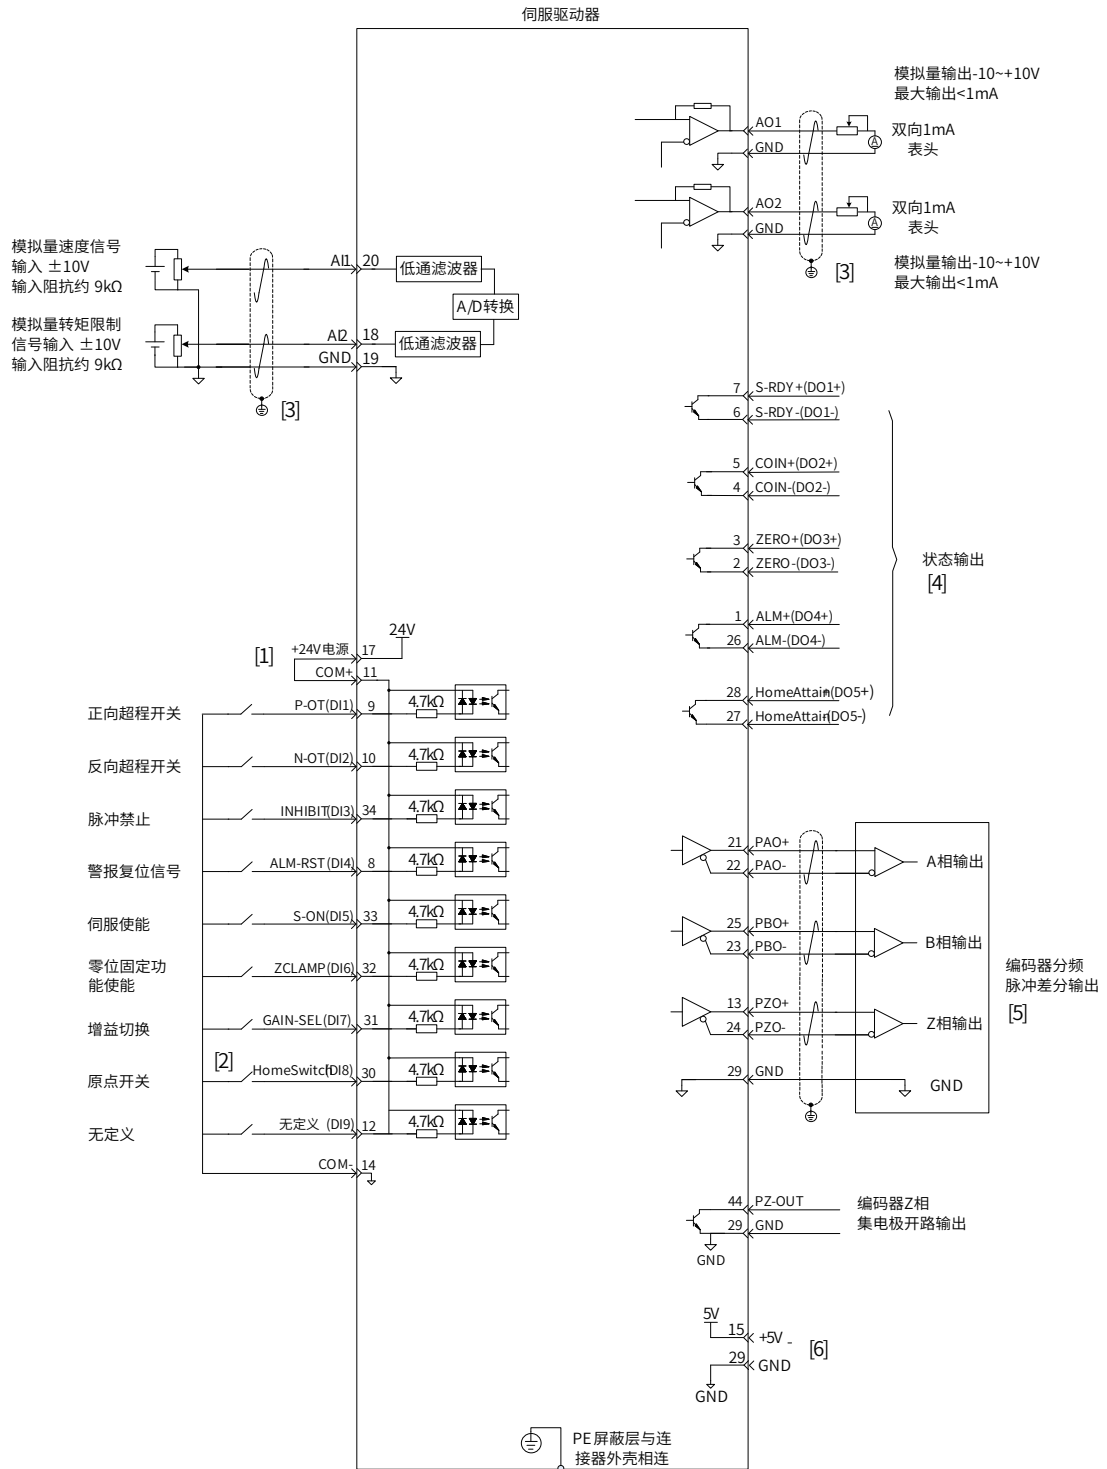 伺服驱动器
模拟量输出-10~+10V
最大输出<1mA
AO1
GND
A
双向1mA
表头
AO2
GND
A
双向1mA
表头
[3]
模拟量输出-10~+10V
最大输出<1mA
模拟量速度信号
输入 ±10V
输入阻抗约 9kΩ
AI1 20 低通滤波器
A/D转换
模拟量转矩限制
信号输入 ±10V
输入阻抗约 9kΩ
AI2 18 低通滤波器
GND 19
[3]
7 S-RDY+(DO1+)
6 S-RDY-(DO1-)
5 COIN+(DO2+)
4 COIN-(DO2-)
3 ZERO+(DO3+)
2 ZERO-(DO3-)
状态输出
[4]
1 ALM+(DO4+)
26 ALM-(DO4-)
28 HomeAttain+(DO5+)
27 HomeAttain-(DO5-)
24V
[1] +24V电源 17
COM+ 11
正向超程开关 P-OT(DI1) 9 4.7kΩ
反向超程开关 N-OT(DI2) 10 4.7kΩ
脉冲禁止 INHIBIT(DI3) 34 4.7kΩ
警报复位信号 ALM-RST(DI4) 8 4.7kΩ
伺服使能 S-ON(DI5) 33 4.7kΩ
零位固定功
能使能 ZCLAMP(DI6) 32 4.7kΩ
增益切换 GAIN-SEL(DI7) 31 4.7kΩ
[2]
原点开关 HomeSwitch(DI8) 30 4.7kΩ
无定义 无定义 (DI9) 12 4.7kΩ
COM- 14
21 PAO+
22 PAO-
A相输出
25 PBO+
23 PBO-
B相输出
13 PZO+
24 PZO-
Z相输出
29 GND
GND
编码器分频
脉冲差分输出
[5]
44 PZ-OUT
29 GND
GND
编码器Z相
集电极开路输出
5V
15 +5V
[6]
29 GND
GND
PE屏蔽层与连
接器外壳相连